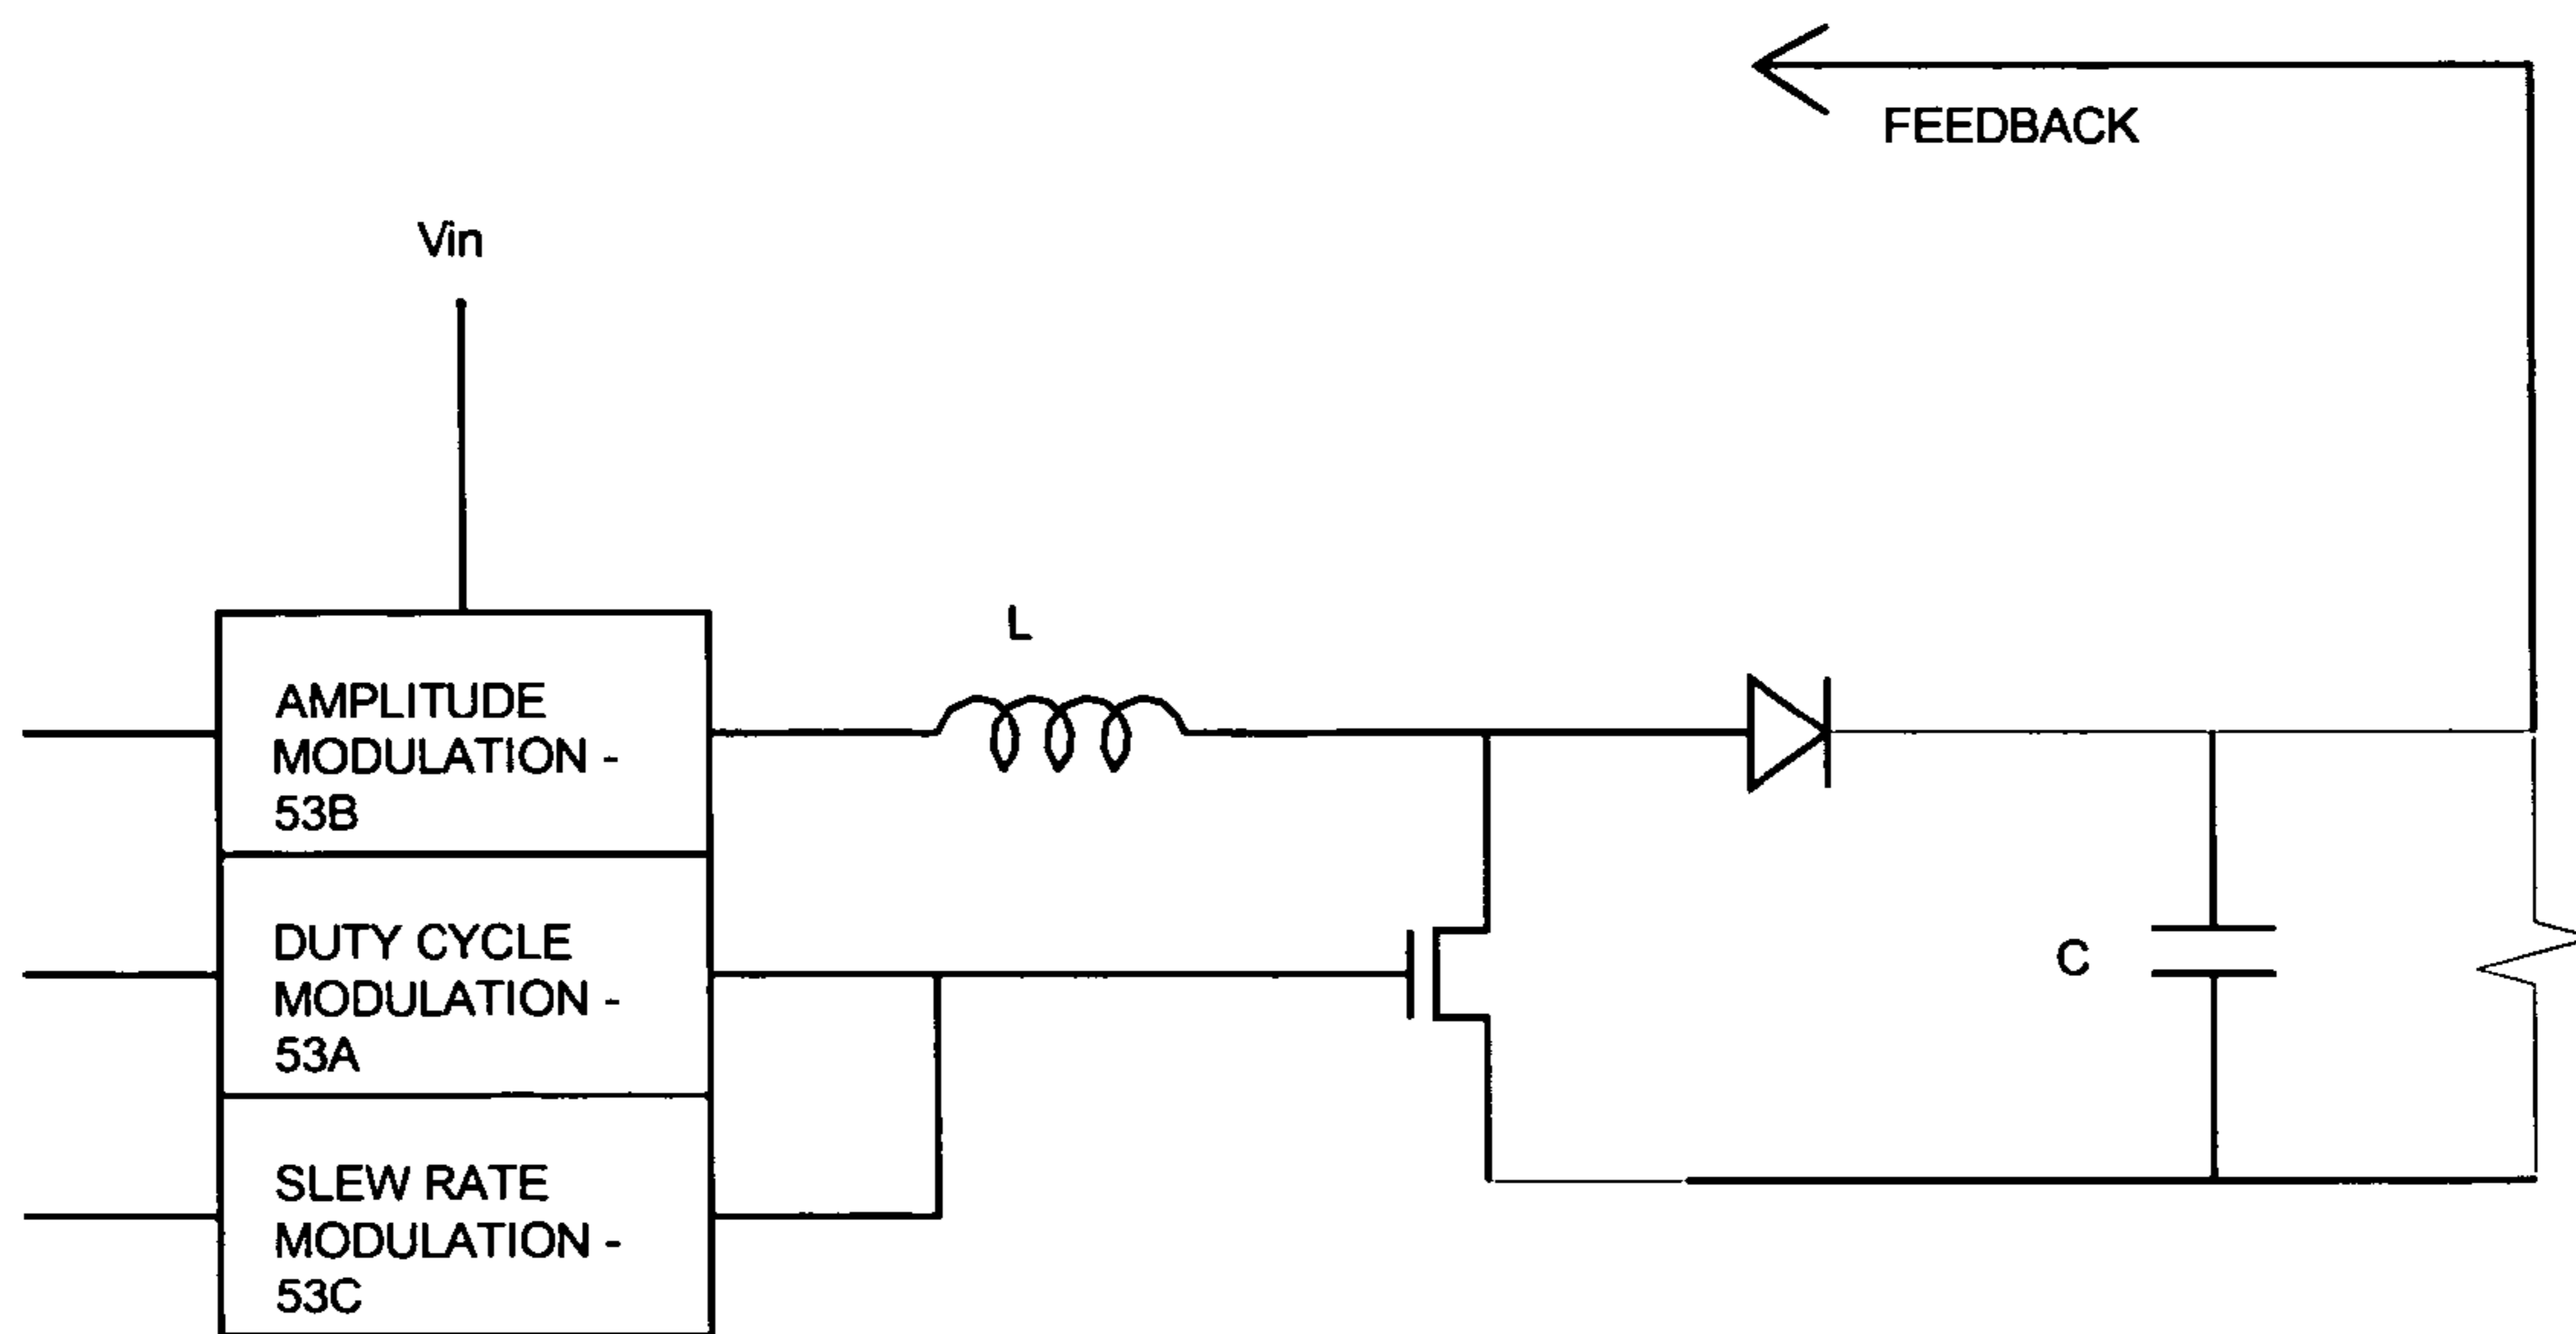 FEEDBACK
Vin
L
AMPLITUDE
MODULATION -
53B
DUTY CYCLE
MODULATION -
53A
C
SLEW RATE
MODULATION -
53C